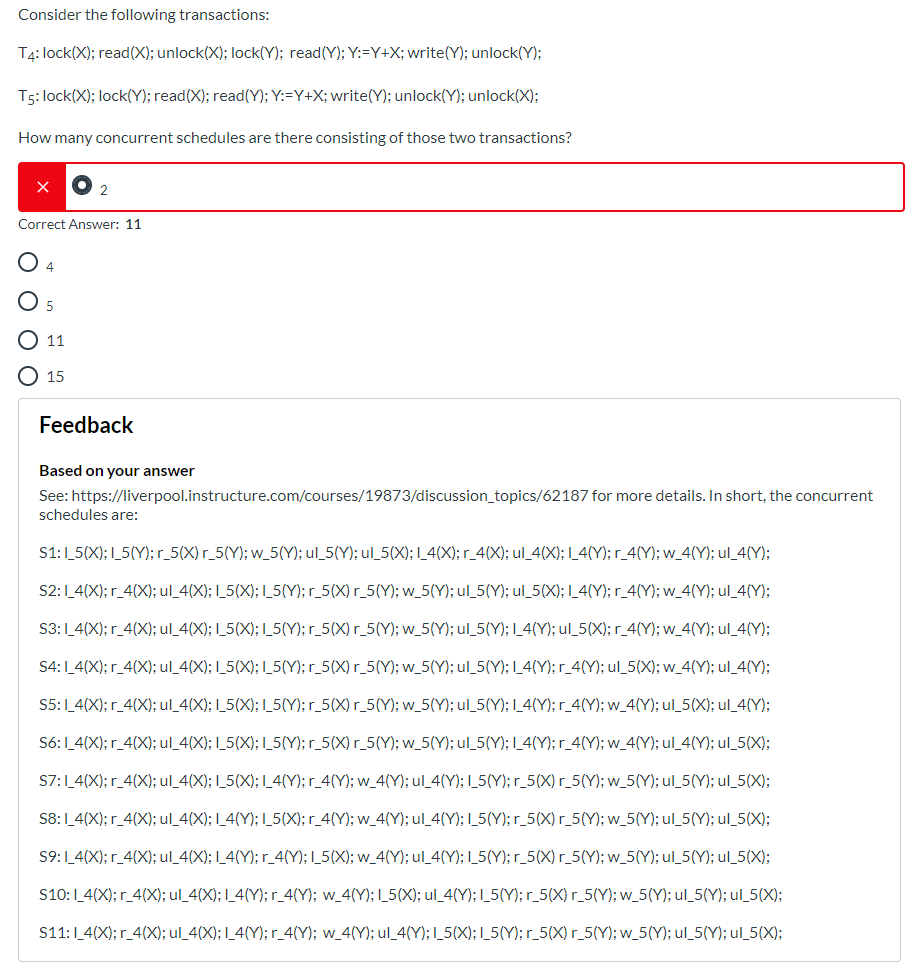 Consider the following transactions:
T4: lock(X); read(X); unlock(X); lock(Y); read(Y); Y:=Y+X; write(Y); unlock(Y);
T5: lock(X); lock(Y); read(X); read(Y); Y:=Y+X; write(Y); unlock(Y); unlock(X);
How many concurrent schedules are there consisting of those two transactions?
2
Correct Answer: 11
4
5
11
15
Feedback
Based on your answer
See: https://liverpool.instructure.com/courses/19873/discussion_topics/62187 for more details. In short, the concurrent
schedules are:
S1: l_5(X); l_5(Y); r_5(X) r_5(Y); w_5(Y); ul_5(Y); ul_5(X); l_4(X); r_4(X); ul_4(X); l_4(Y); r_4(Y); w_4(Y); ul_4(Y);
S2: l_4(X); r_4(X); ul_4(X); l_5(X); l_5(Y); r_5(X) r_5(Y); w_5(Y); ul_5(Y); ul_5(X); l_4(Y); r_4(Y); w_4(Y); ul_4(Y);
S3: l_4(X); r_4(X); ul_4(X); l_5(X); l_5(Y); r_5(X) r_5(Y); w_5(Y); ul_5(Y); l_4(Y); ul_5(X); r_4(Y); w_4(Y); ul_4(Y);
S4: l_4(X); r_4(X); ul_4(X); l_5(X); l_5(Y); r_5(X) r_5(Y); w_5(Y); ul_5(Y); l_4(Y); r_4(Y); ul_5(X); w_4(Y); ul_4(Y);
S5: l_4(X); r_4(X); ul_4(X); l_5(X); l_5(Y); r_5(X) r_5(Y); w_5(Y); ul_5(Y); l_4(Y); r_4(Y); w_4(Y); ul_5(X); ul_4(Y);
S6: l_4(X); r_4(X); ul_4(X); l_5(X); l_5(Y); r_5(X) r_5(Y); w_5(Y); ul_5(Y); l_4(Y); r_4(Y); w_4(Y); ul_4(Y); ul_5(X);
S7: l_4(X); r_4(X); ul_4(X); l_5(X); l_4(Y); r_4(Y); w_4(Y); ul_4(Y); l_5(Y); r_5(X) r_5(Y); w_5(Y); ul_5(Y); ul_5(X);
S8: l_4(X); r_4(X); ul_4(X); l_4(Y); l_5(X); r_4(Y); w_4(Y); ul_4(Y); l_5(Y); r_5(X) r_5(Y); w_5(Y); ul_5(Y); ul_5(X);
S9: l_4(X); r_4(X); ul_4(X); l_4(Y); r_4(Y); l_5(X); w_4(Y); ul_4(Y); l_5(Y); r_5(X) r_5(Y); w_5(Y); ul_5(Y); ul_5(X);
S10: l_4(X); r_4(X); ul_4(X); l_4(Y); r_4(Y); w_4(Y); l_5(X); ul_4(Y); l_5(Y); r_5(X) r_5(Y); w_5(Y); ul_5(Y); ul_5(X);
S11: l_4(X); r_4(X); ul_4(X); l_4(Y); r_4(Y); w_4(Y); ul_4(Y); l_5(X); l_5(Y); r_5(X) r_5(Y); w_5(Y); ul_5(Y); ul_5(X);